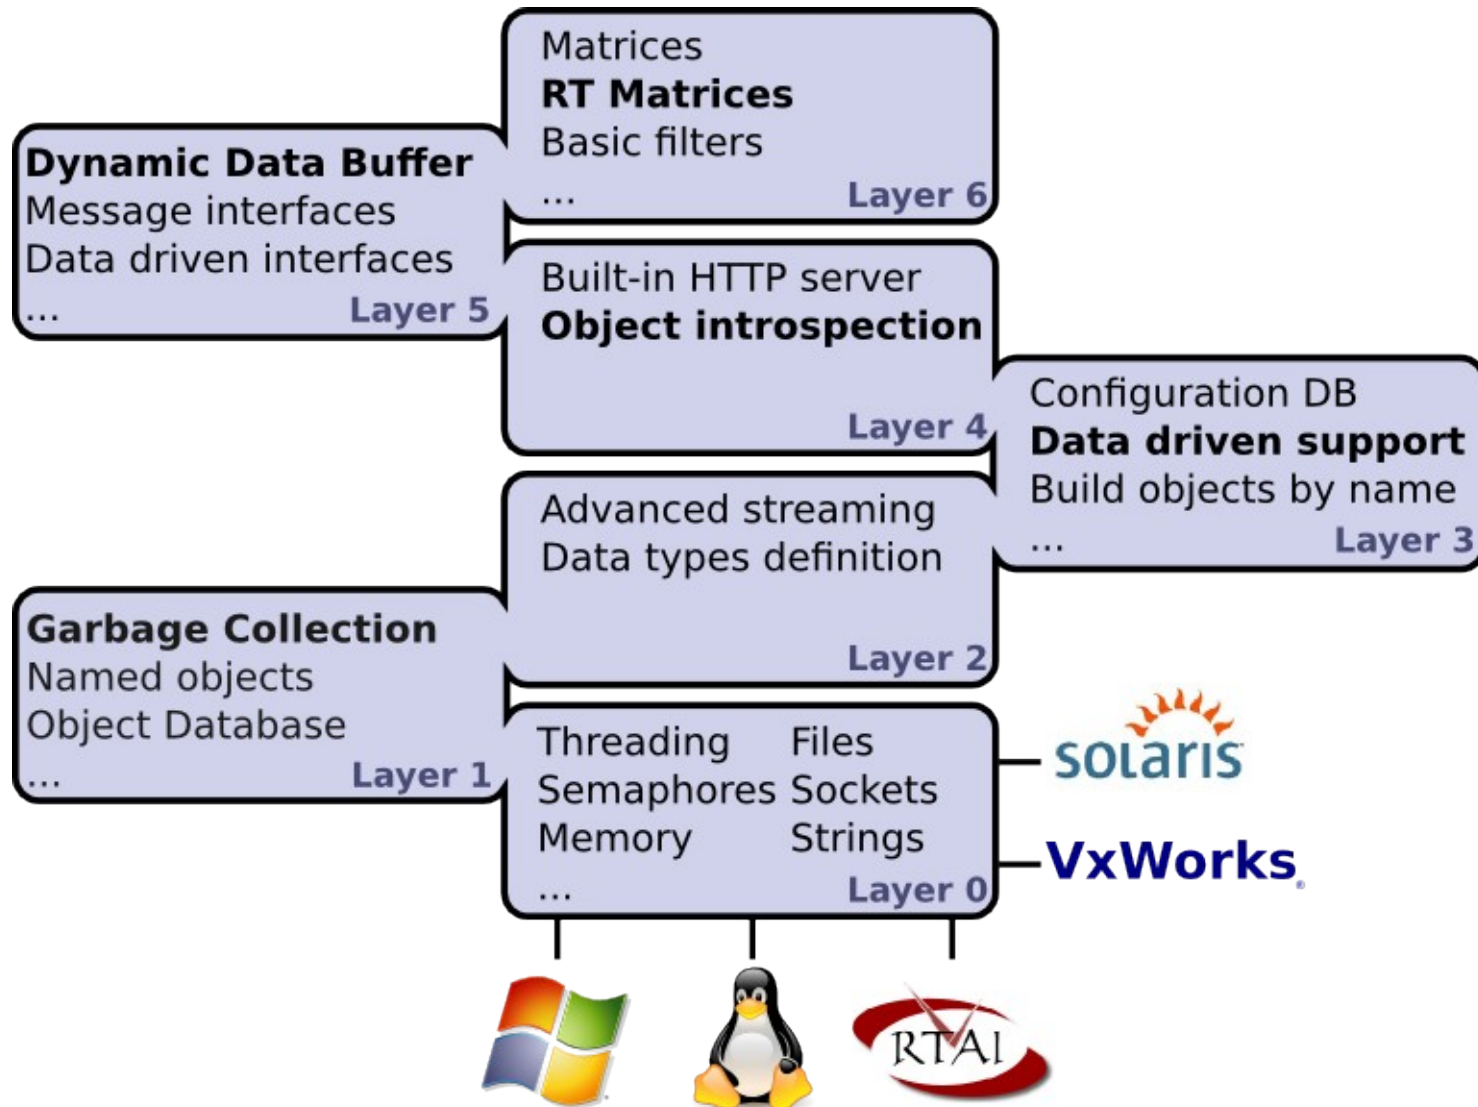 Matrices
RT Matrices
Basic filters
...
Layer 6
Dynamic Data Buffer
Message interfaces
Data driven interfaces
...
Layer 5
Built-in HTTP server
Object introspection
Layer 4
Configuration DB
Data driven support
Build objects by name
...
Layer 3
Advanced streaming
Data types definition
Layer 2
Garbage Collection
Named objects
Object Database
...
Layer 1
Threading Files
Semaphores Sockets
Memory Strings
...
Layer 0
solaris
VxWorks®
RTAI